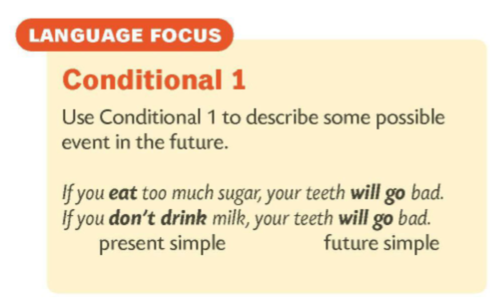 LANGUAGE FOCUS
Conditional 1
Use Conditional 1 to describe some possible
event in the future.
If you eat too much sugar, your teeth will go bad.
If you don't drink milk, your teeth will go bad.
present simple future simple